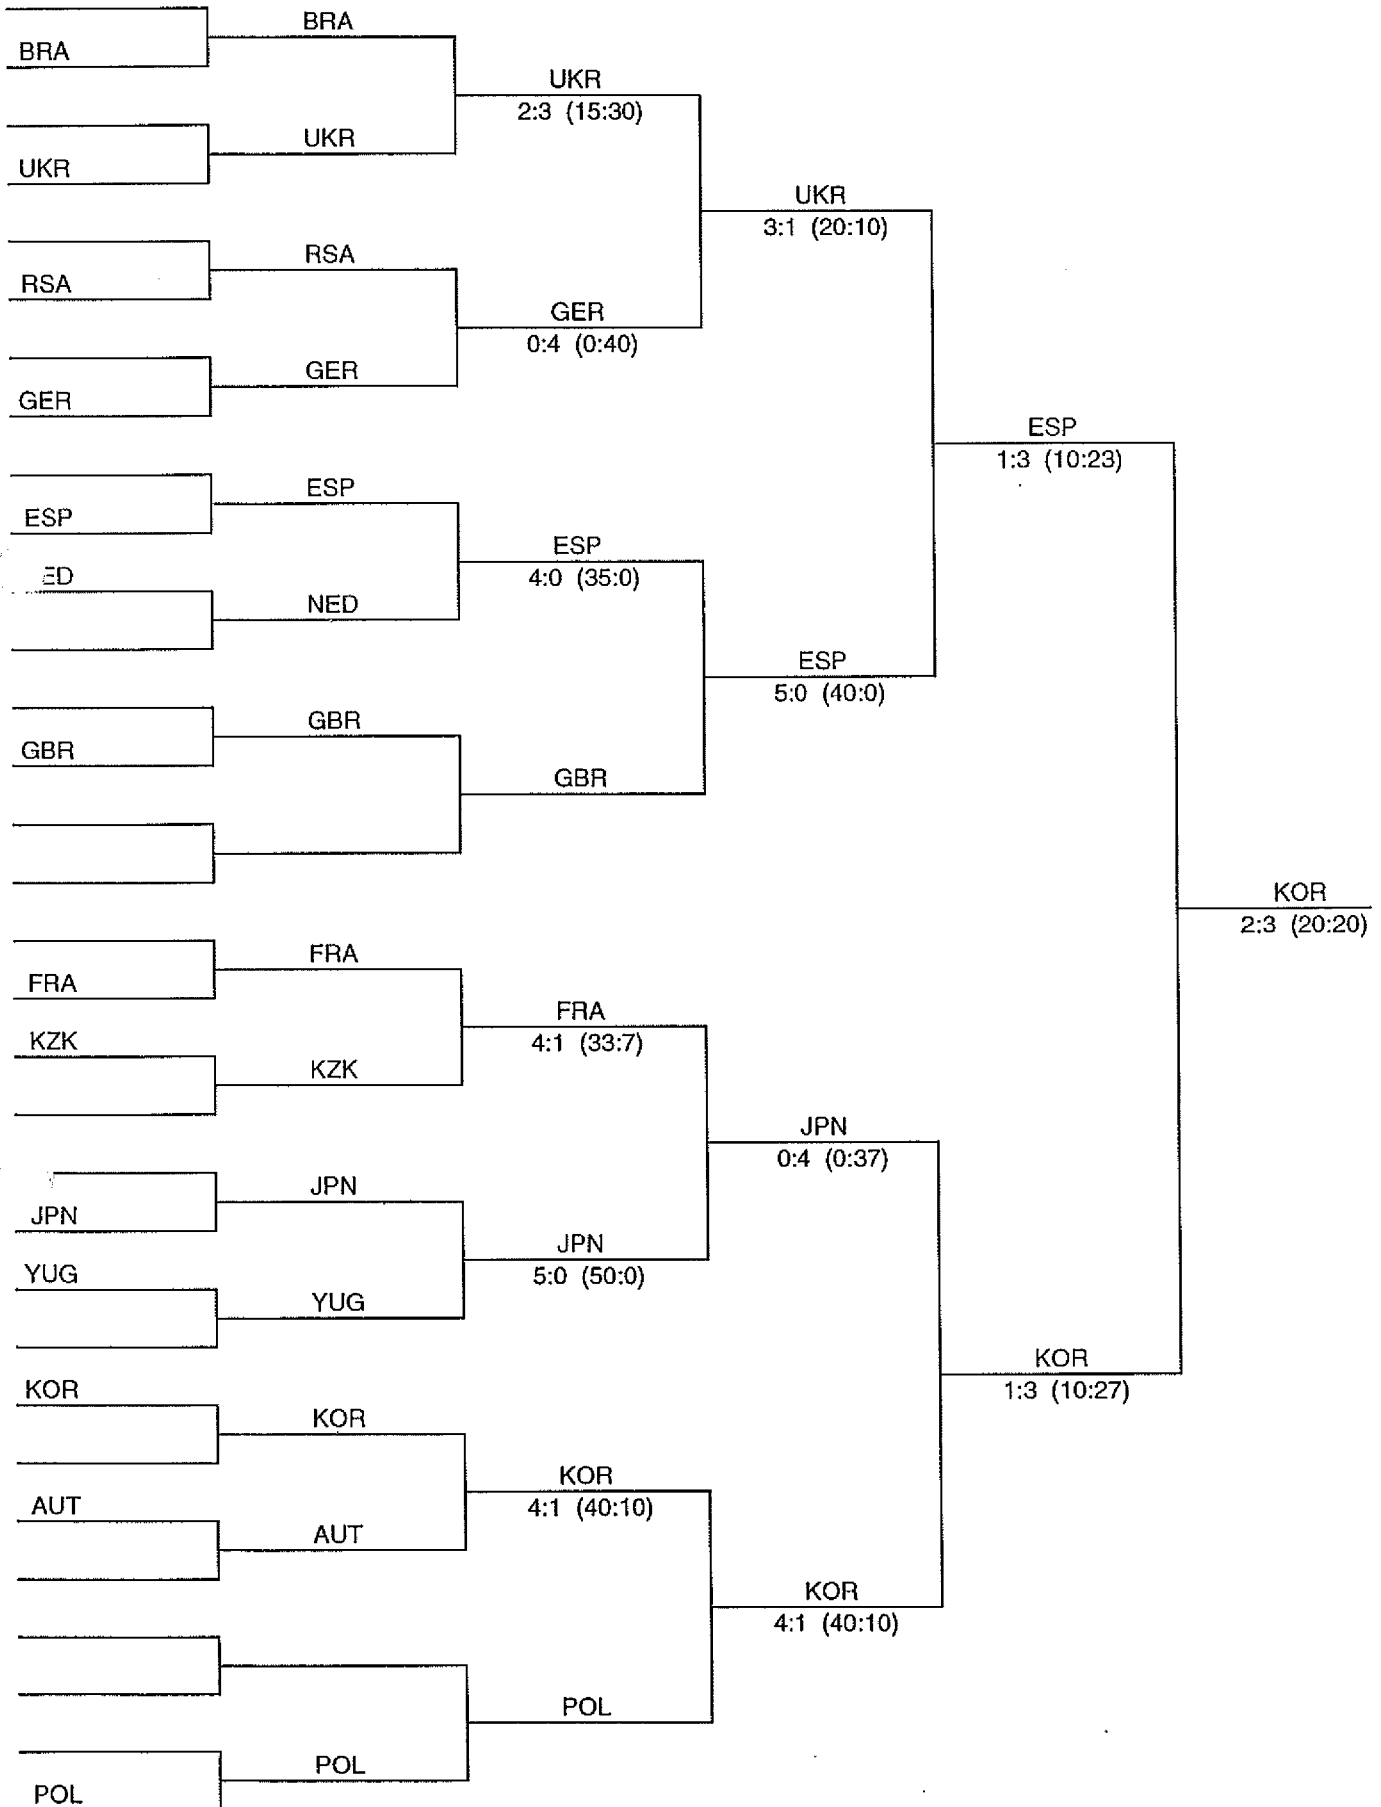 BRA
BRA
UKR
2:3 (15:30)
UKR
UKR
UKR
3:1 (20:10)
RSA
RSA
GER
0:4 (0:40)
GER
GER
ESP
1:3 (10:23)
ESP
ESP
ESP
4:0 (35:0)
ED
NED
ESP
5:0 (40:0)
GBR
GBR
GBR
KOR
2:3 (20:20)
FRA
FRA
FRA
4:1 (33:7)
KZK
KZK
JPN
0:4 (0:37)
JPN
JPN
JPN
5:0 (50:0)
YUG
YUG
KOR
1:3 (10:27)
KOR
KOR
KOR
4:1 (40:10)
AUT
AUT
KOR
4:1 (40:10)
POL
POL
POL